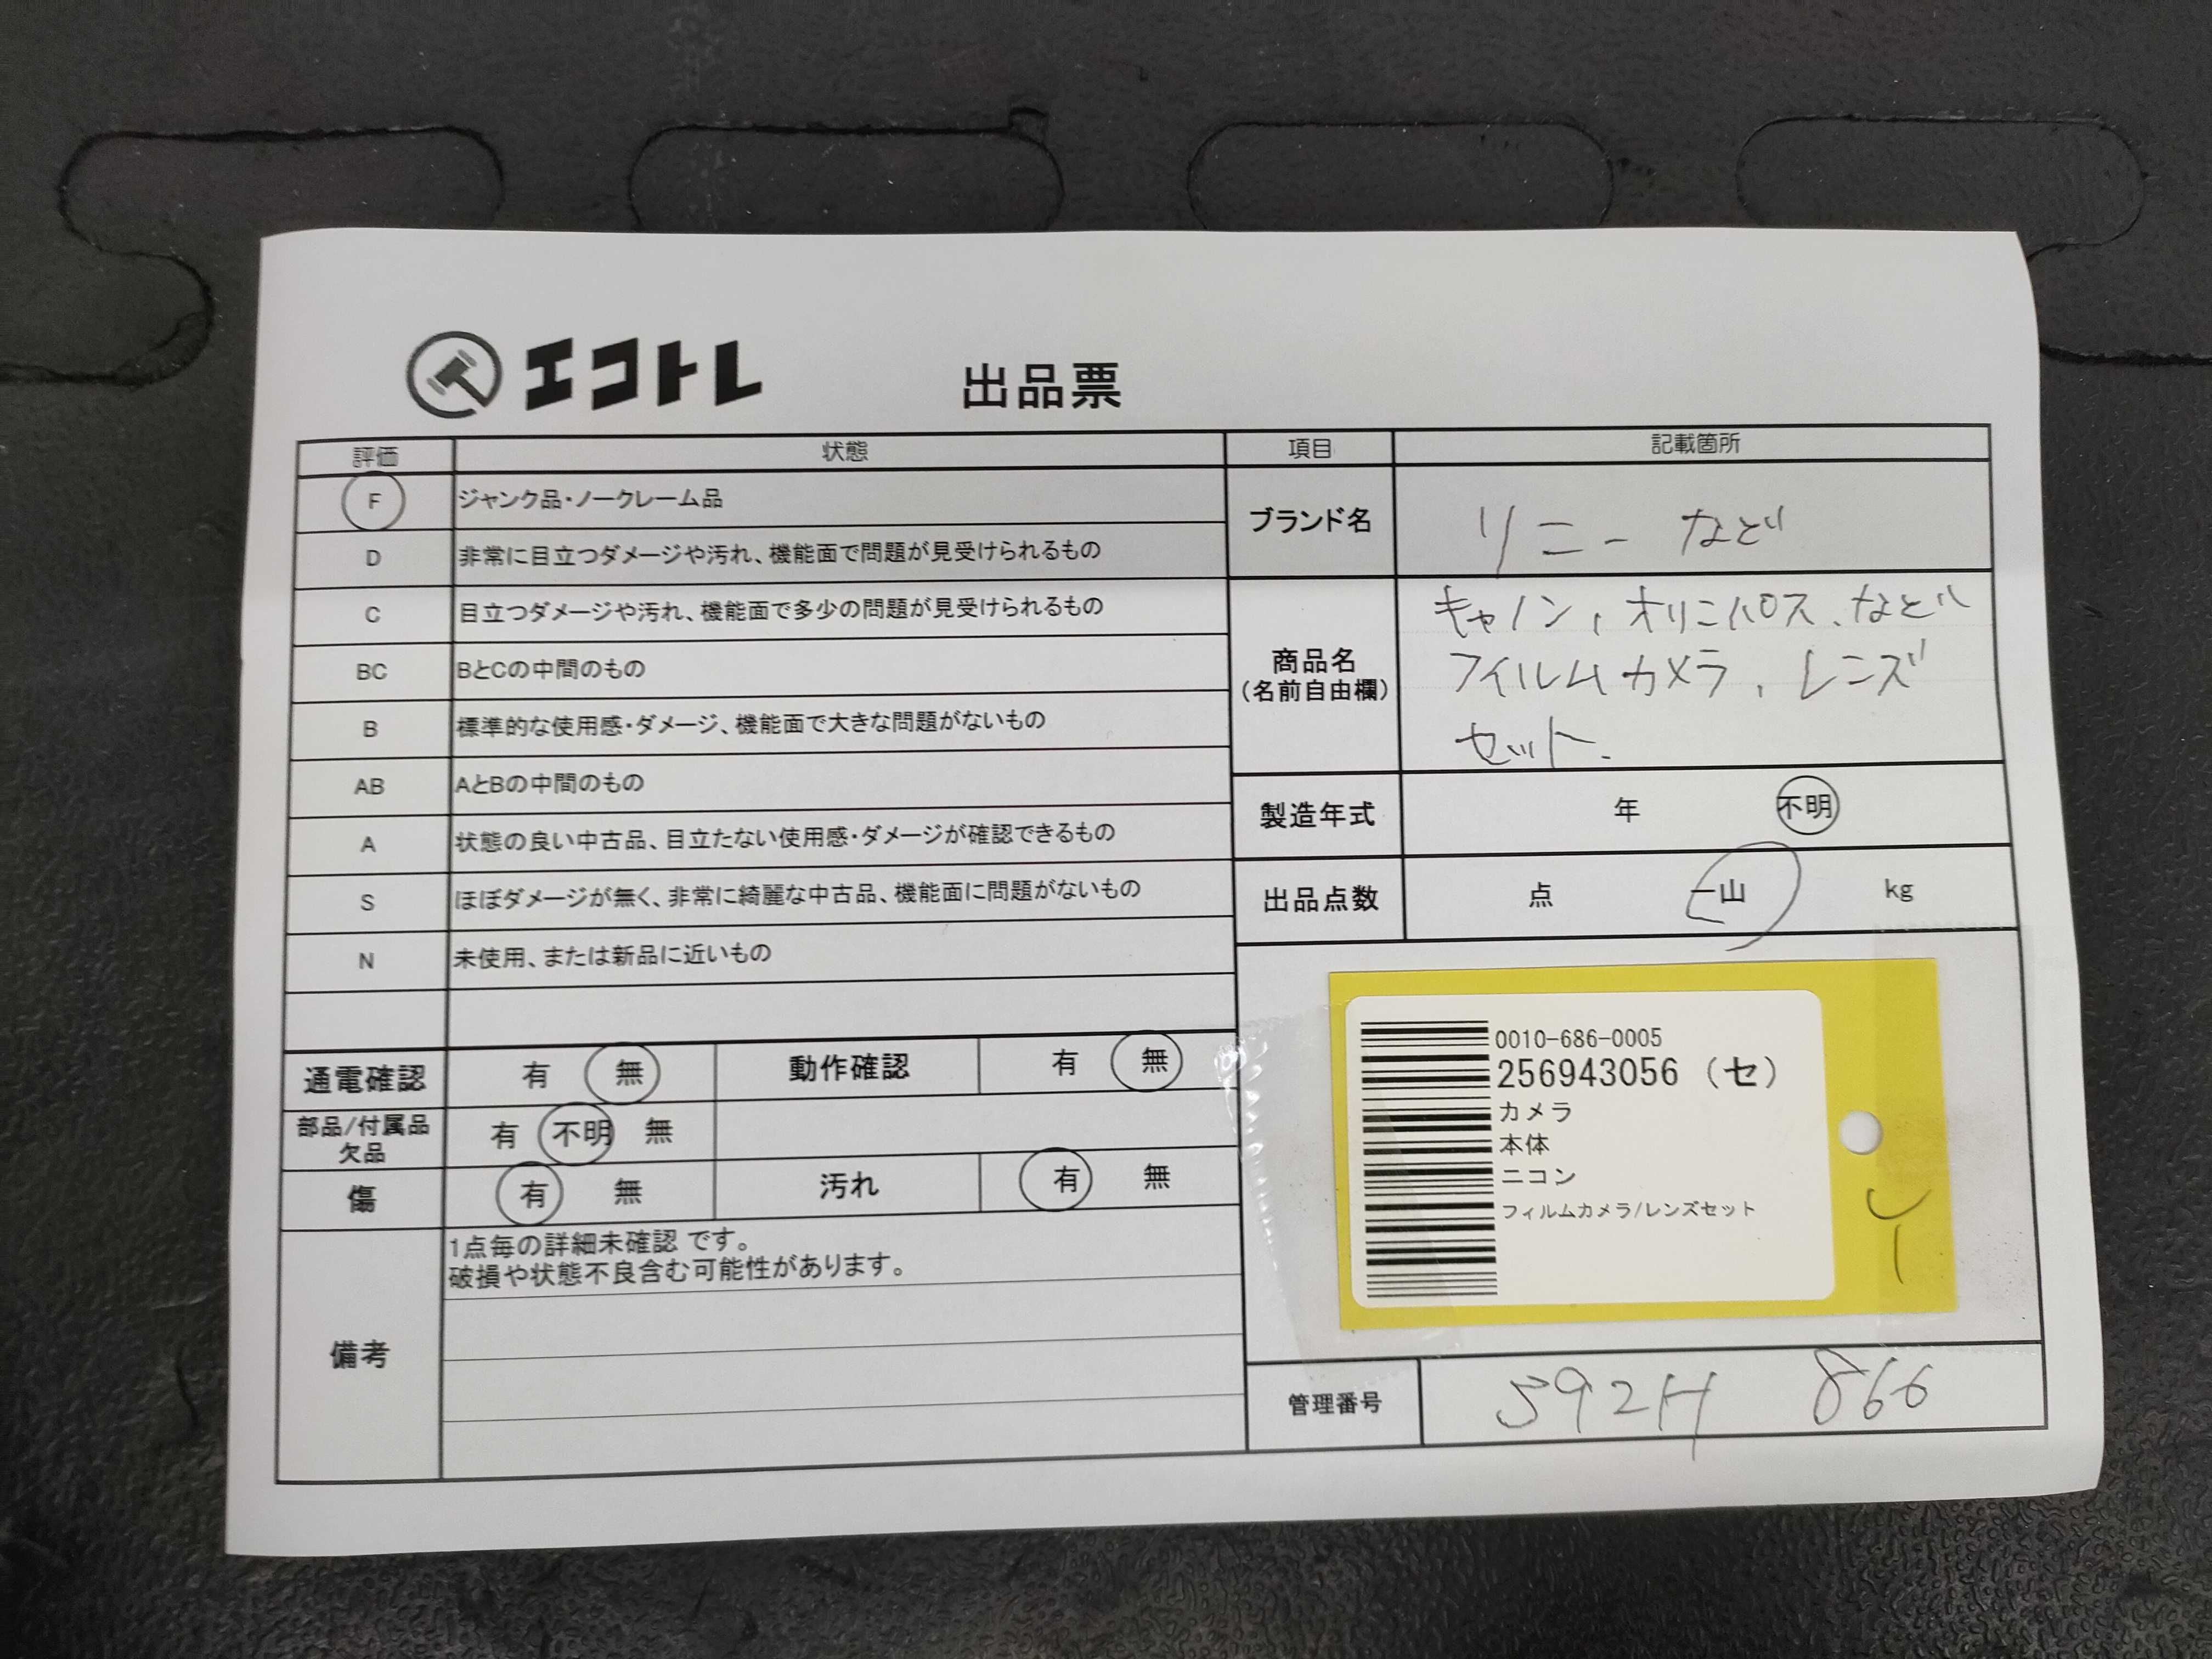 エコトレ 出品票
評価 状態 項目 記載箇所
F ジャンク品・ノークレーム品
D 非常に目立つダメージや汚れ、機能面で問題が見受けられるもの
C 目立つダメージや汚れ、機能面で多少の問題が見受けられるもの
BC BとCの中間のもの
B 標準的な使用感・ダメージ、機能面で大きな問題がないもの
AB AとBの中間のもの
A 状態の良い中古品、目立たない使用感・ダメージが確認できるもの
S ほぼダメージが無く、非常に綺麗な中古品、機能面に問題がないもの
N 未使用、または新品に近いもの
通電確認 有 無 動作確認 有 無
部品/付属品
欠品
有 不明 無
傷 有 無 汚れ 有 無
備考
1点毎の詳細未確認 です。
破損や状態不良含む可能性があります。
ブランド名 リニー など
商品名
(名前自由欄)
キャノン、オリンパス、など
フィルムカメラ、レンズ
セット.
製造年式 年 不明
出品点数 点 一山 kg
0010-686-0005
256943056 (セ)
カメラ
本体
ニコン
フィルムカメラ/レンズセット
管理番号 592H 866